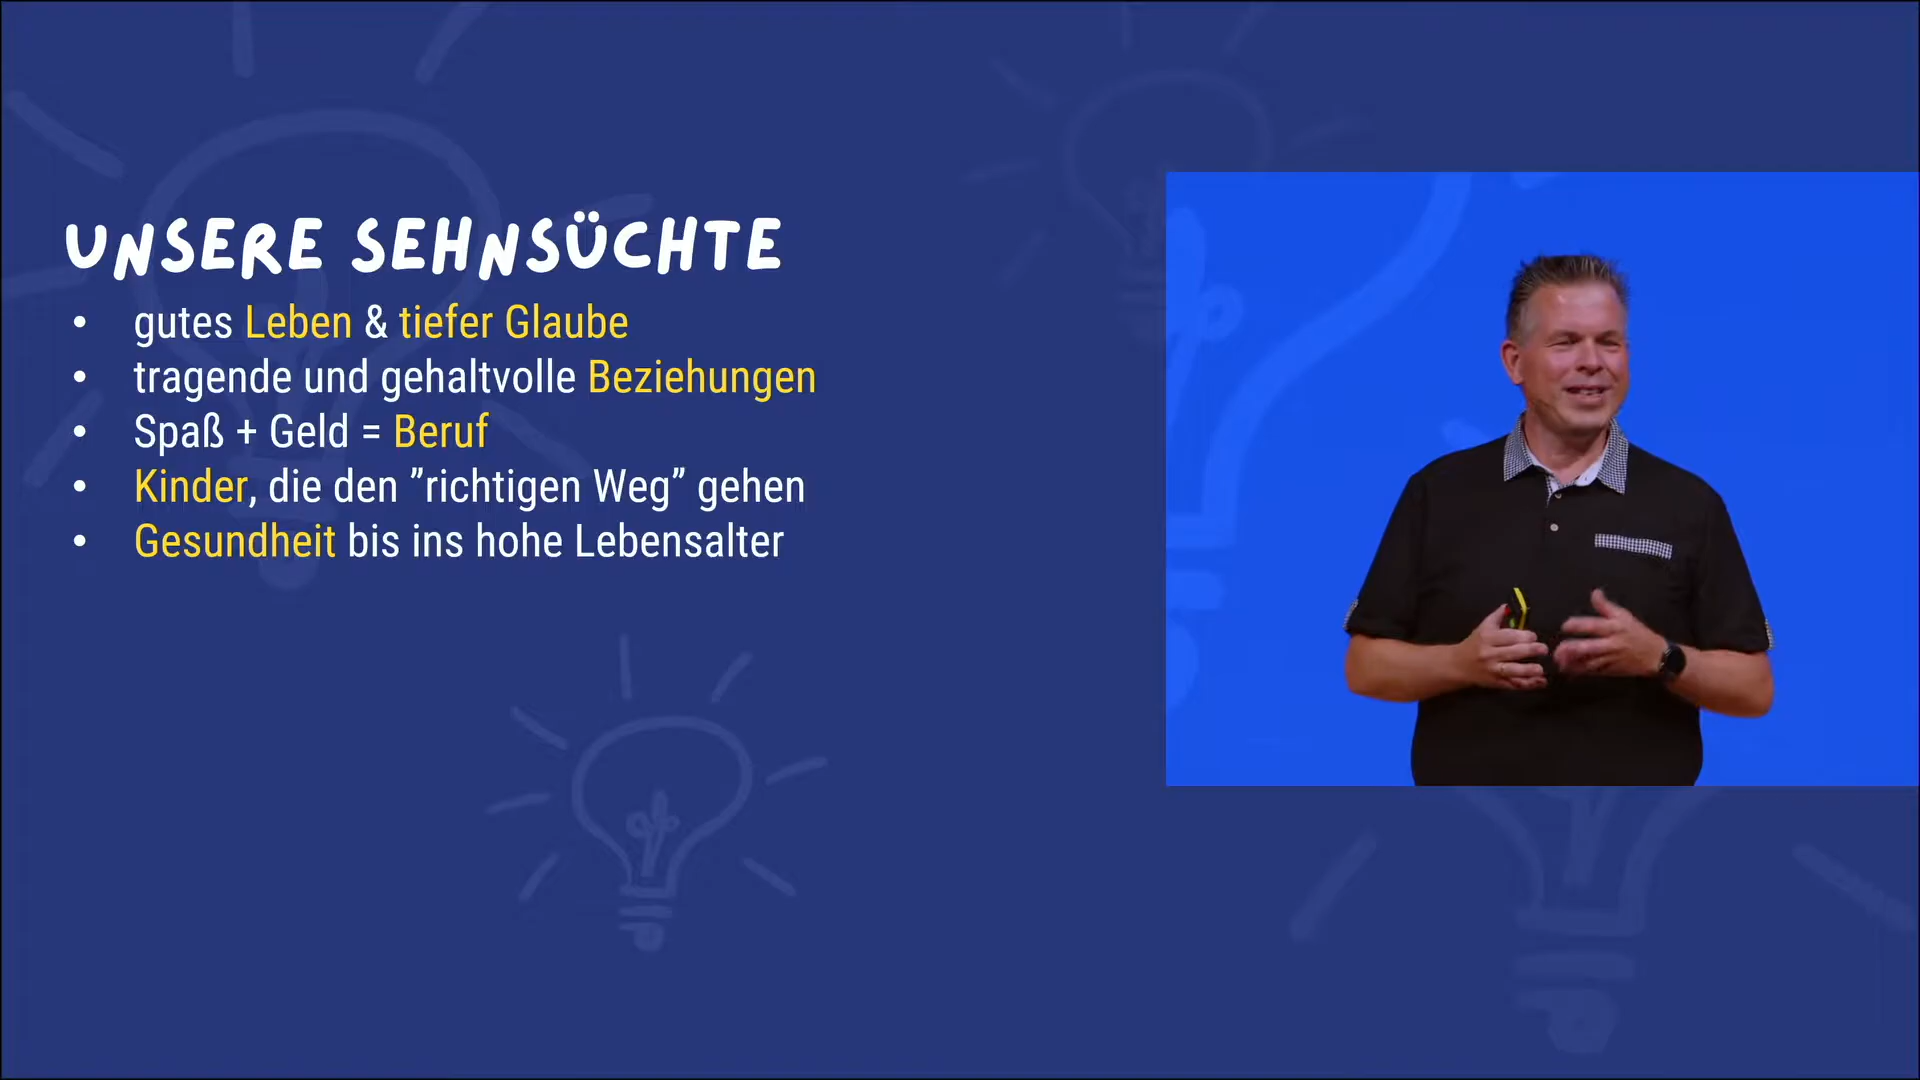 UNSERE SEHNSÜCHTE
• gutes Leben & tiefer Glaube
• tragende und gehaltvolle Beziehungen
• Spaß + Geld = Beruf
• Kinder, die den ”richtigen Weg” gehen
• Gesundheit bis ins hohe Lebensalter